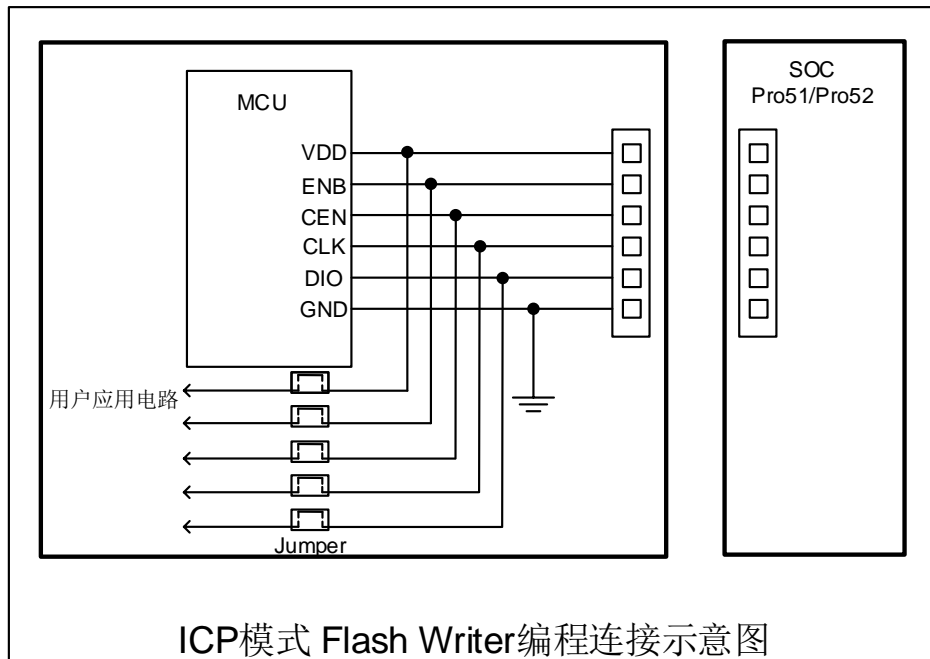 MCU
SOC
Pro51/Pro52
VDD
ENB
CEN
CLK
DIO
GND
用户应用电路
Jumper
ICP模式 Flash Writer编程连接示意图